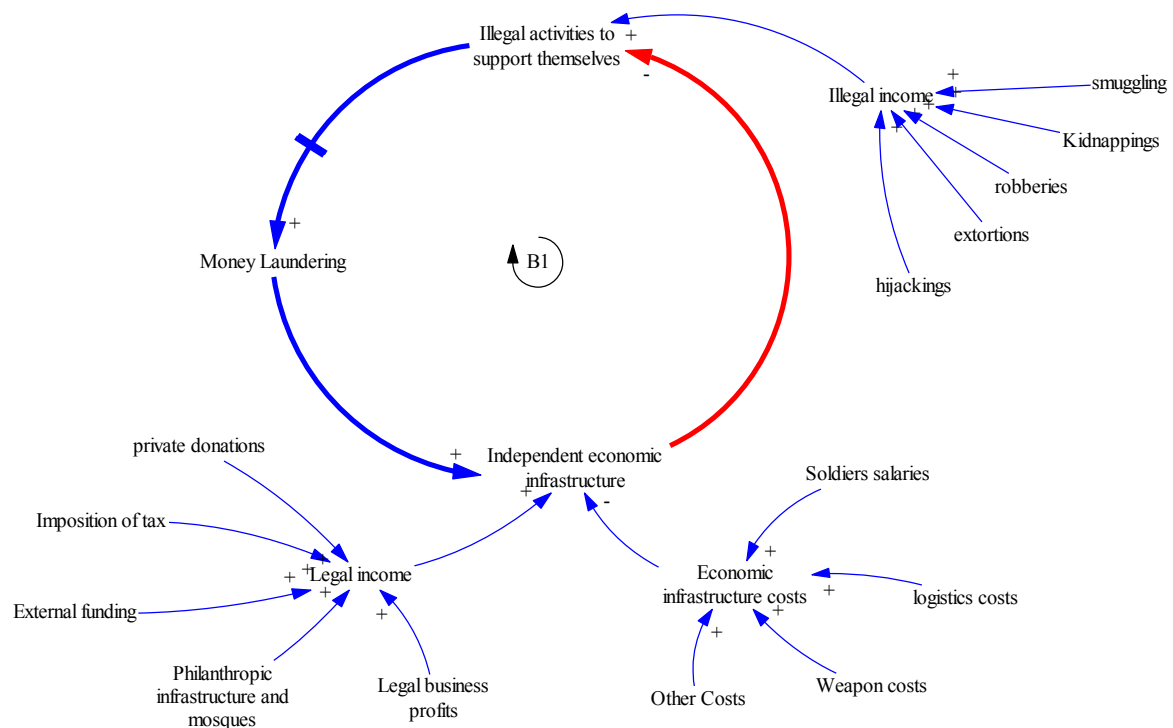 Illegal activities to
support themselves
+
-
Illegal income
+
+
+
+
+
smuggling
Kidnappings
robberies
extortions
hijackings
+
Money Laundering
B1
+
Independent economic
infrastructure
+
-
private donations
Imposition of tax
External funding
Philanthropic
infrastructure and
mosques
Legal business
profits
+
+
+
+
+
Legal income
Soldiers salaries
+
Economic
infrastructure costs
+
+
+
logistics costs
Weapon costs
Other Costs